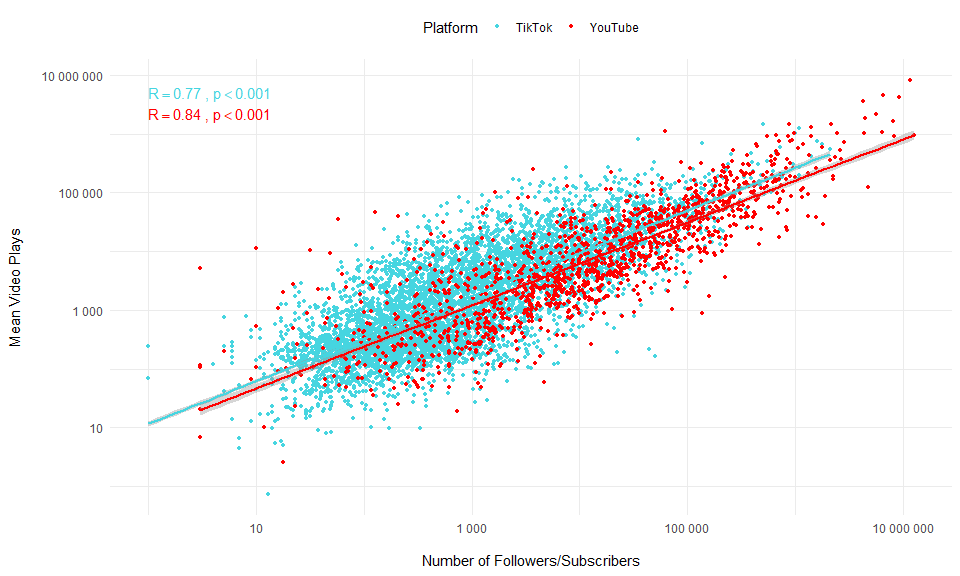 Platform TikTok YouTube
10 000 000
R = 0.77 , p < 0.001
R = 0.84 , p < 0.001
100 000
Mean Video Plays
1 000
10
10 1 000 100 000 10 000 000
Number of Followers/Subscribers